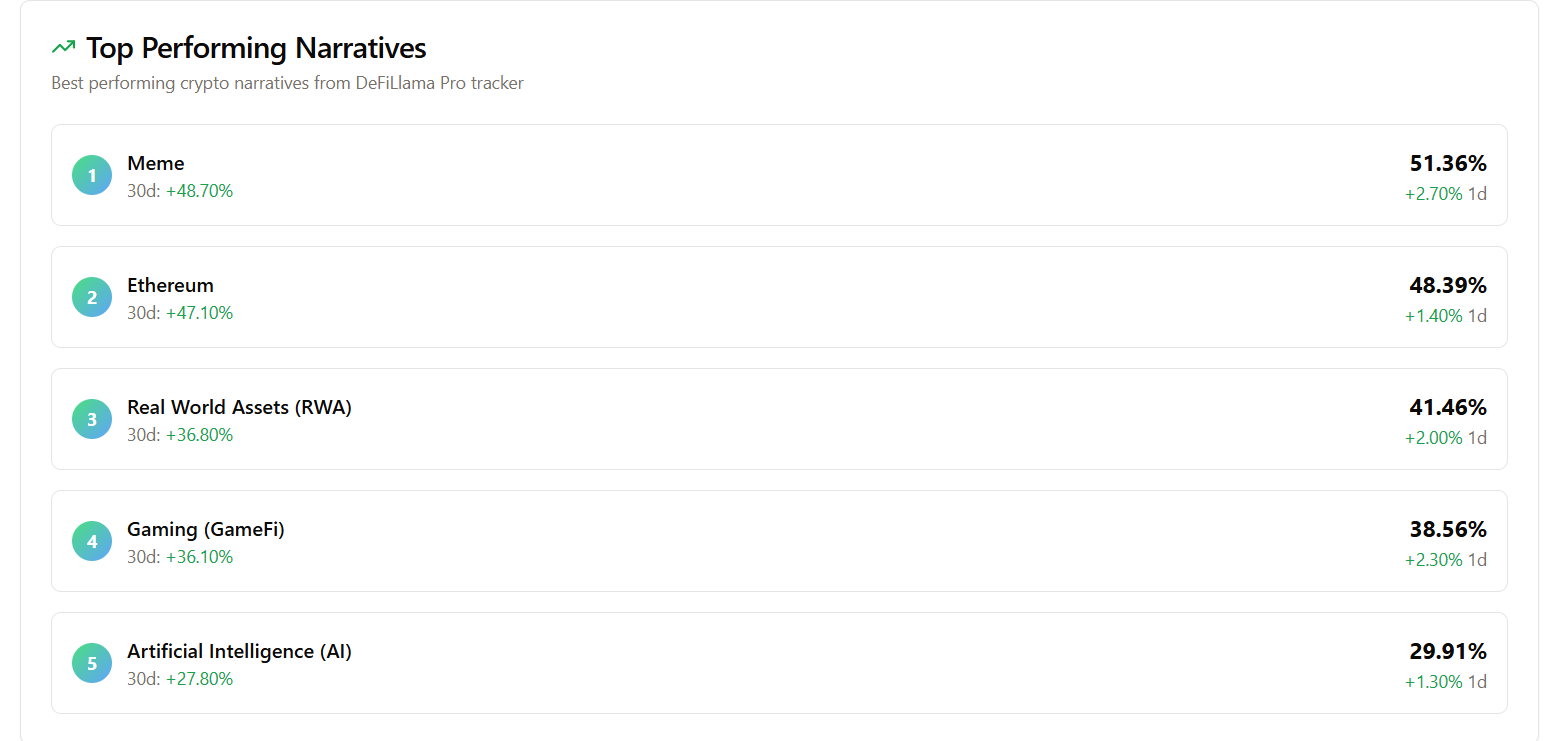 Top Performing Narratives
Best performing crypto narratives from DeFiLlama Pro tracker
1
Meme
30d: +48.70%
51.36%
+2.70% 1d
2
Ethereum
30d: +47.10%
48.39%
+1.40% 1d
3
Real World Assets (RWA)
30d: +36.80%
41.46%
+2.00% 1d
4
Gaming (GameFi)
30d: +36.10%
38.56%
+2.30% 1d
5
Artificial Intelligence (AI)
30d: +27.80%
29.91%
+1.30% 1d